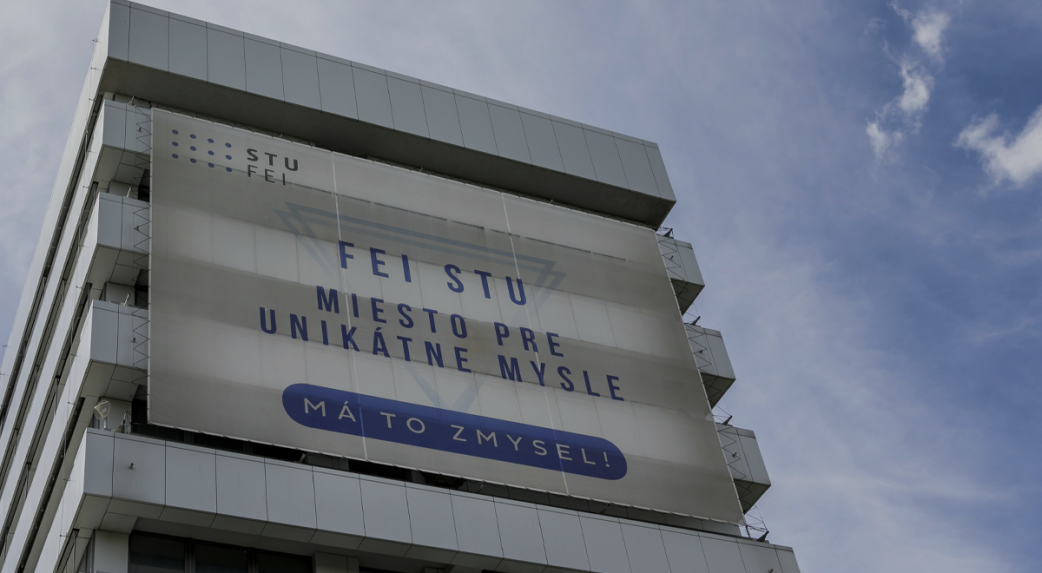 STU
FEI
FEI STU
MIESTO PRE
UNIKÁTNE MYSLE
MÁ TO ZMYSEL!